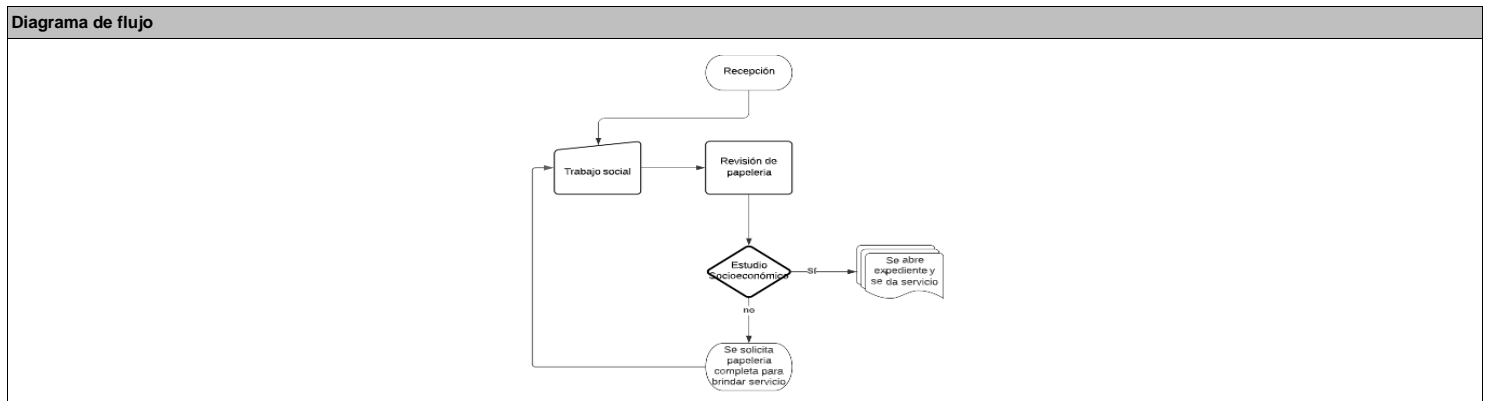 Diagrama de flujo
Recepción
Trabajo social
Revisión de
papeleria
Estudio
Socioeconómico
Sí
Se abre
expediente y
se da servicio
no
Se solicita
papeleria
completa para
brindar servicio